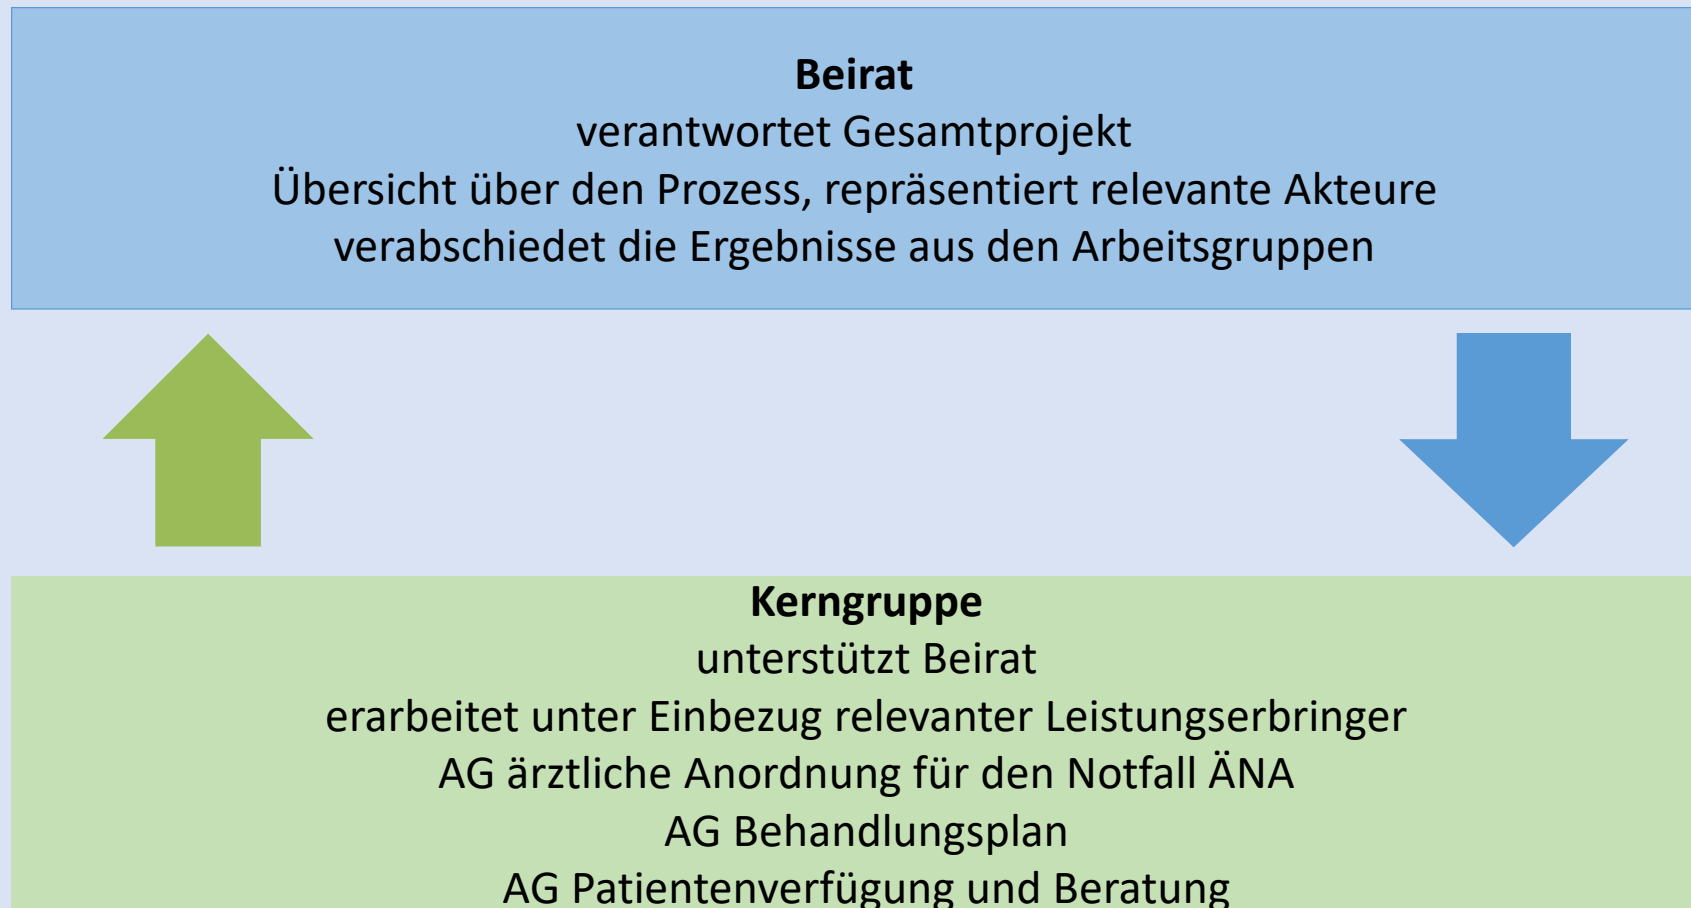 Beirat
verantwortet Gesamtprojekt
Übersicht über den Prozess, repräsentiert relevante Akteure
verabschiedet die Ergebnisse aus den Arbeitsgruppen
Kerngruppe
unterstützt Beirat
erarbeitet unter Einbezug relevanter Leistungserbringer
AG ärztliche Anordnung für den Notfall ÄNA
AG Behandlungsplan
AG Patientenverfügung und Beratung